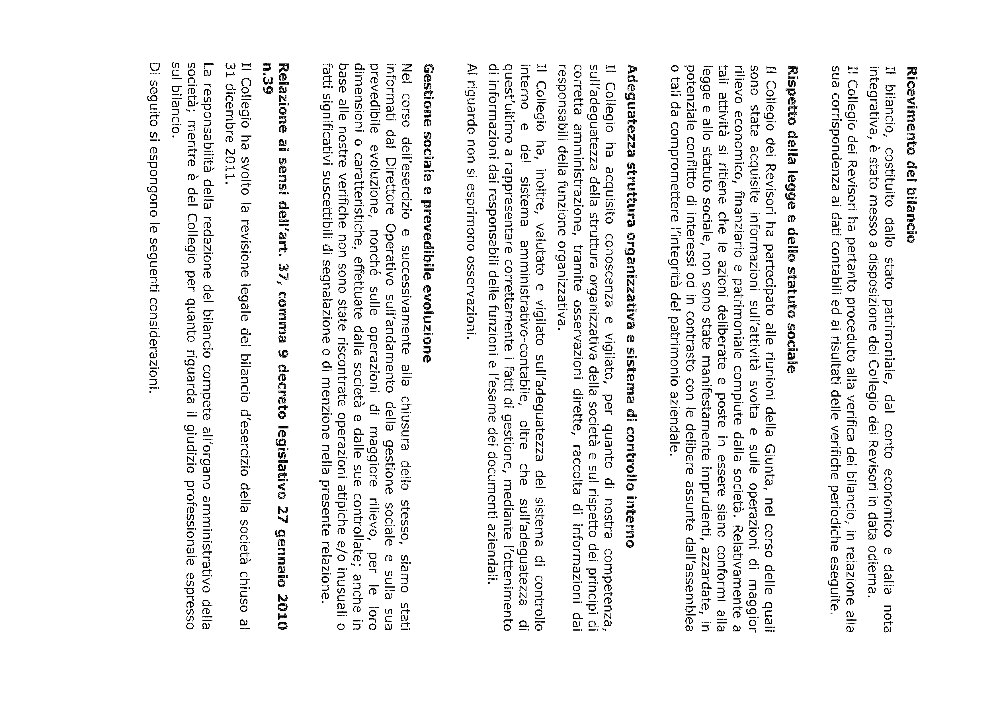 Ricevimento del bilancio
Il bilancio, costituito dallo stato patrimoniale, dal conto economico e dalla nota
integrativa, è stato messo a disposizione del Collegio dei Revisori in data odierna.
Il Collegio dei Revisori ha pertanto proceduto alla verifica del bilancio, in relazione alla
sua corrispondenza ai dati contabili ed ai risultati delle verifiche periodiche eseguite.
Rispetto della legge e dello statuto sociale
Il Collegio dei Revisori ha partecipato alle riunioni della Giunta, nel corso delle quali
sono state acquisite informazioni sull'attività svolta e sulle operazioni di maggior
rilievo economico, finanziario e patrimoniale compiute dalla società. Relativamente a
tali attività si ritiene che le azioni deliberate e poste in essere siano conformi alla
legge e allo statuto sociale, non sono state manifestamente imprudenti, azzardate, in
potenziale conflitto di interessi od in contrasto con le delibere assunte dall'assemblea
o tali da compromettere l'integrità del patrimonio aziendale.
Adeguatezza struttura organizzativa e sistema di controllo interno
Il Collegio ha acquisito conoscenza e vigilato, per quanto di nostra competenza,
sull'adeguatezza della struttura organizzativa della società e sul rispetto dei principi di
corretta amministrazione, tramite osservazioni dirette, raccolta di informazioni dai
responsabili della funzione organizzativa.
Il Collegio ha, inoltre, valutato e vigilato sull'adeguatezza del sistema di controllo
interno e del sistema amministrativo-contabile, oltre che sull'adeguatezza di
quest'ultimo a rappresentare correttamente i fatti di gestione, mediante l'ottenimento
di informazioni dai responsabili delle funzioni e l'esame dei documenti aziendali.
Al riguardo non si esprimono osservazioni.
Gestione sociale e prevedibile evoluzione
Nel corso dell'esercizio e successivamente alla chiusura dello stesso, siamo stati
informati dal Direttore Operativo sull'andamento della gestione sociale e sulla sua
prevedibile evoluzione, nonché sulle operazioni di maggiore rilievo, per le loro
dimensioni o caratteristiche, effettuate dalla società e dalle sue controllate; anche in
base alle nostre verifiche non sono state riscontrate operazioni atipiche e/o inusuali o
fatti significativi suscettibili di segnalazione o di menzione nella presente relazione.
Relazione ai sensi dell'art. 37, comma 9 decreto legislativo 27 gennaio 2010
n.39
Il Collegio ha svolto la revisione legale del bilancio d'esercizio della società chiuso al
31 dicembre 2011.
La responsabilità della redazione del bilancio compete all'organo amministrativo della
società; mentre è del Collegio per quanto riguarda il giudizio professionale espresso
sul bilancio.
Di seguito si espongono le seguenti considerazioni.